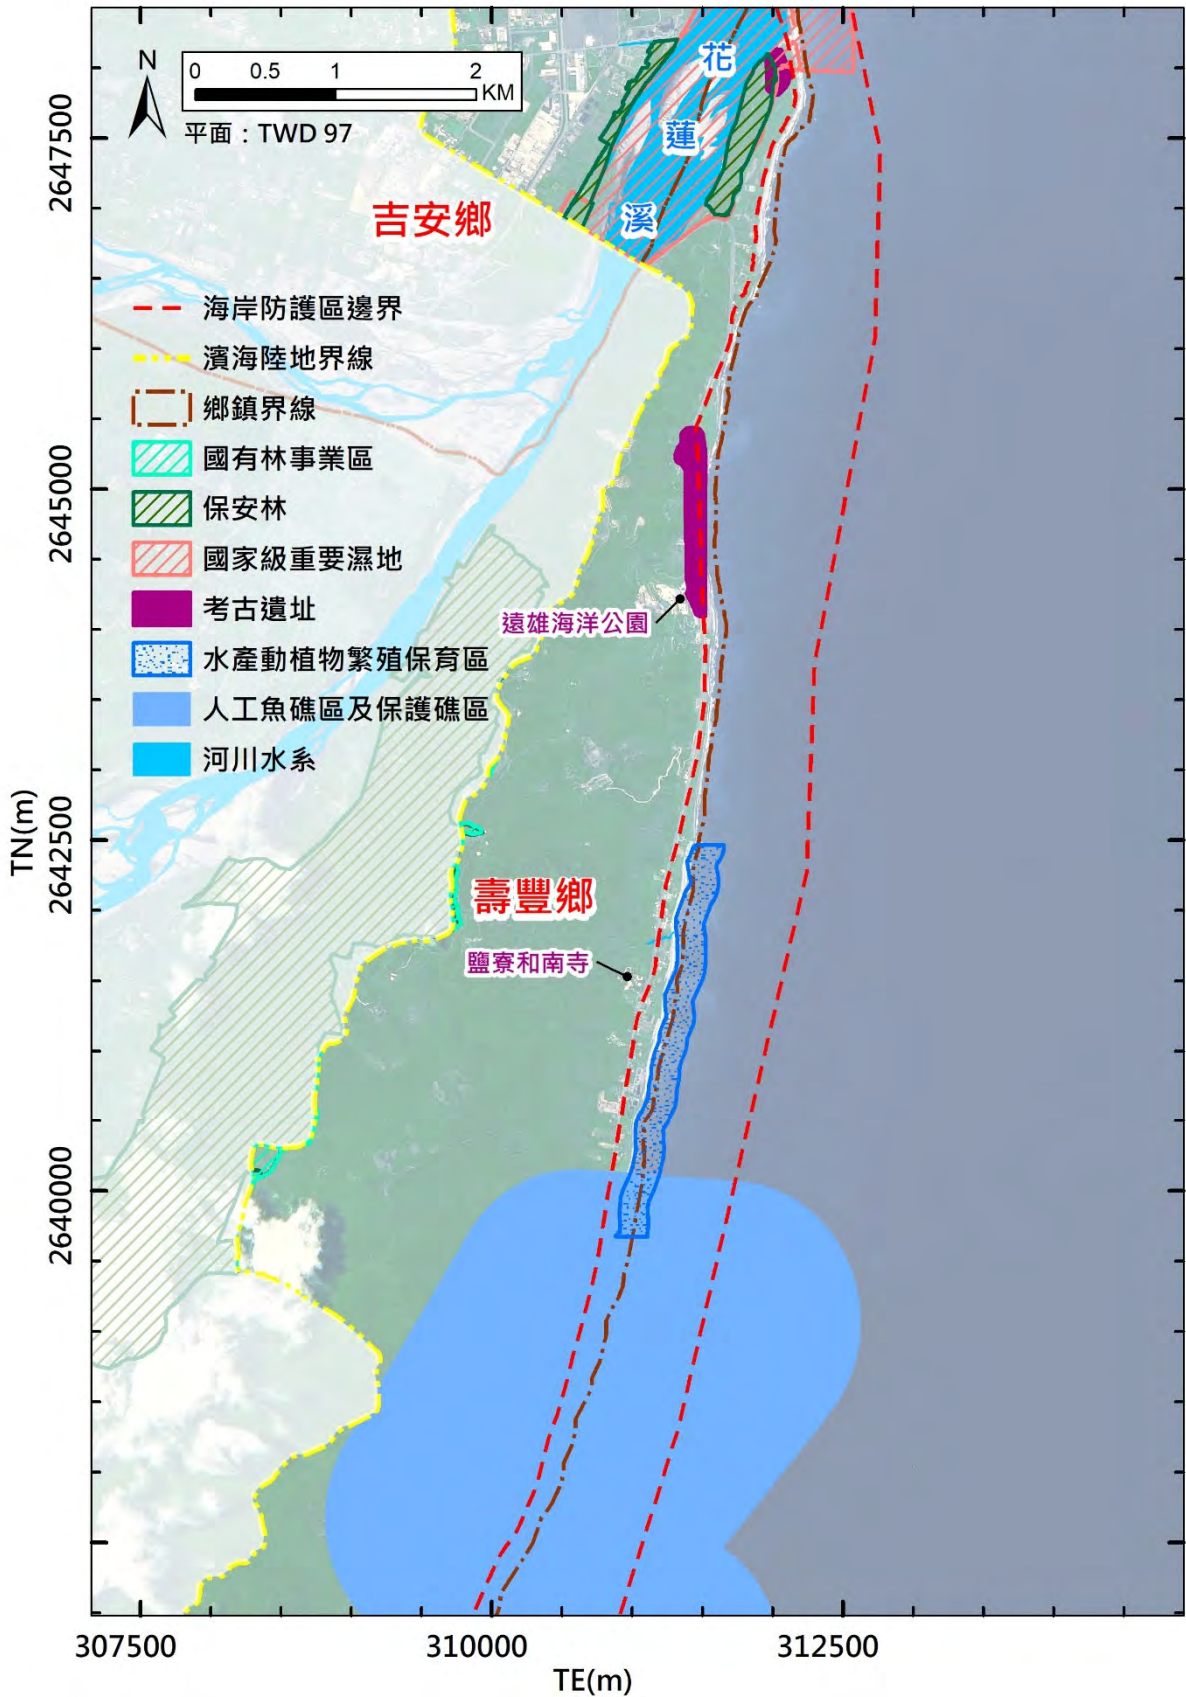 N
0 0.5 1 2
KM
平面：TWD 97
花
蓮
溪
吉安鄉
海岸防護區邊界
濱海陸地界線
鄉鎮界線
國有林事業區
保安林
國家級重要濕地
考古遺址
水產動植物繁殖保育區
人工魚礁區及保護礁區
河川水系
遠雄海洋公園
壽豐鄉
鹽寮和南寺
2647500
2645000
2642500
2640000
TN(m)
307500 310000 312500
TE(m)